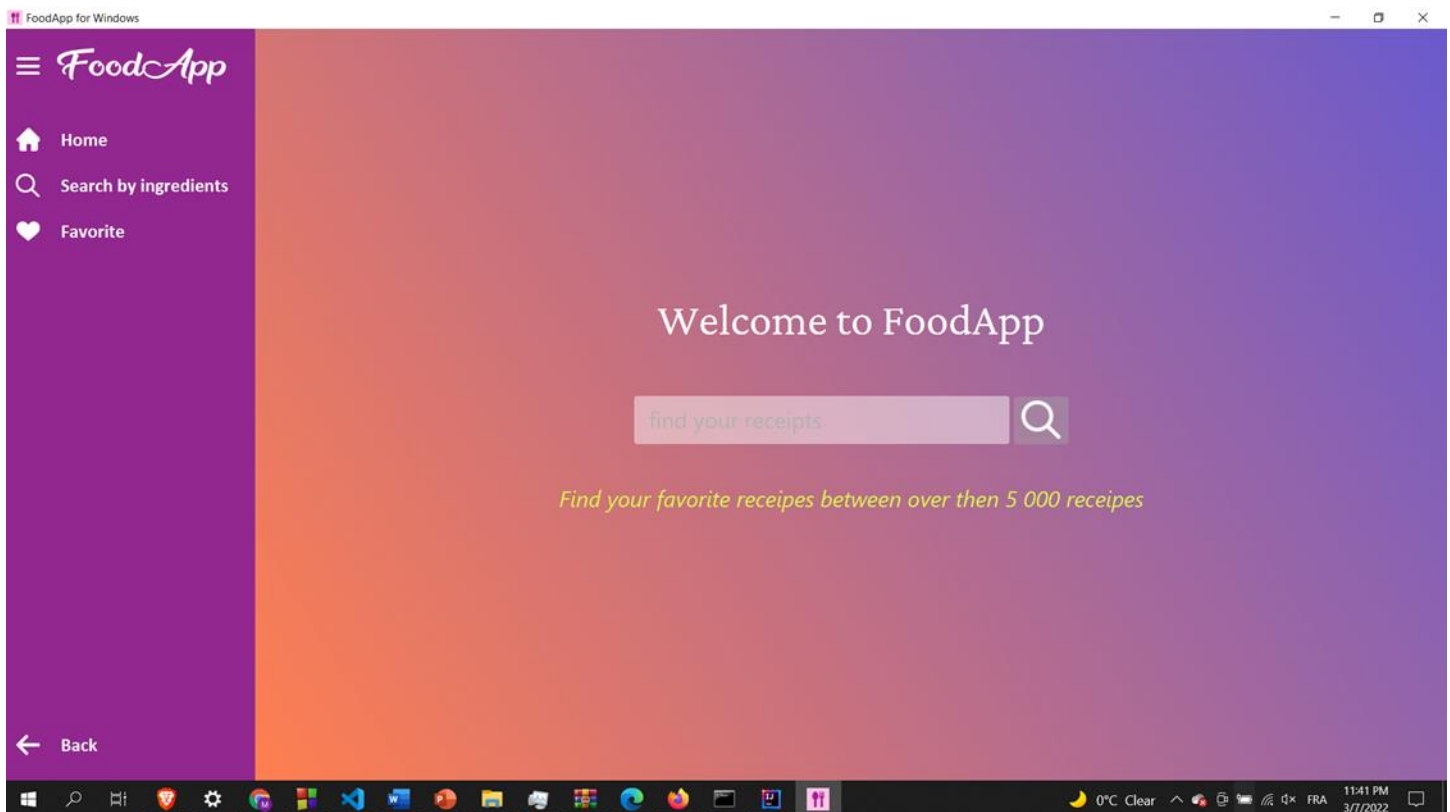 FoodApp for Windows
FoodApp
Home
Search by ingredients
Favorite
Welcome to FoodApp
find your receipts
Find your favorite receipes between over then 5 000 receipes
Back
0°C Clear
FRA
11:41 PM
3/7/2022